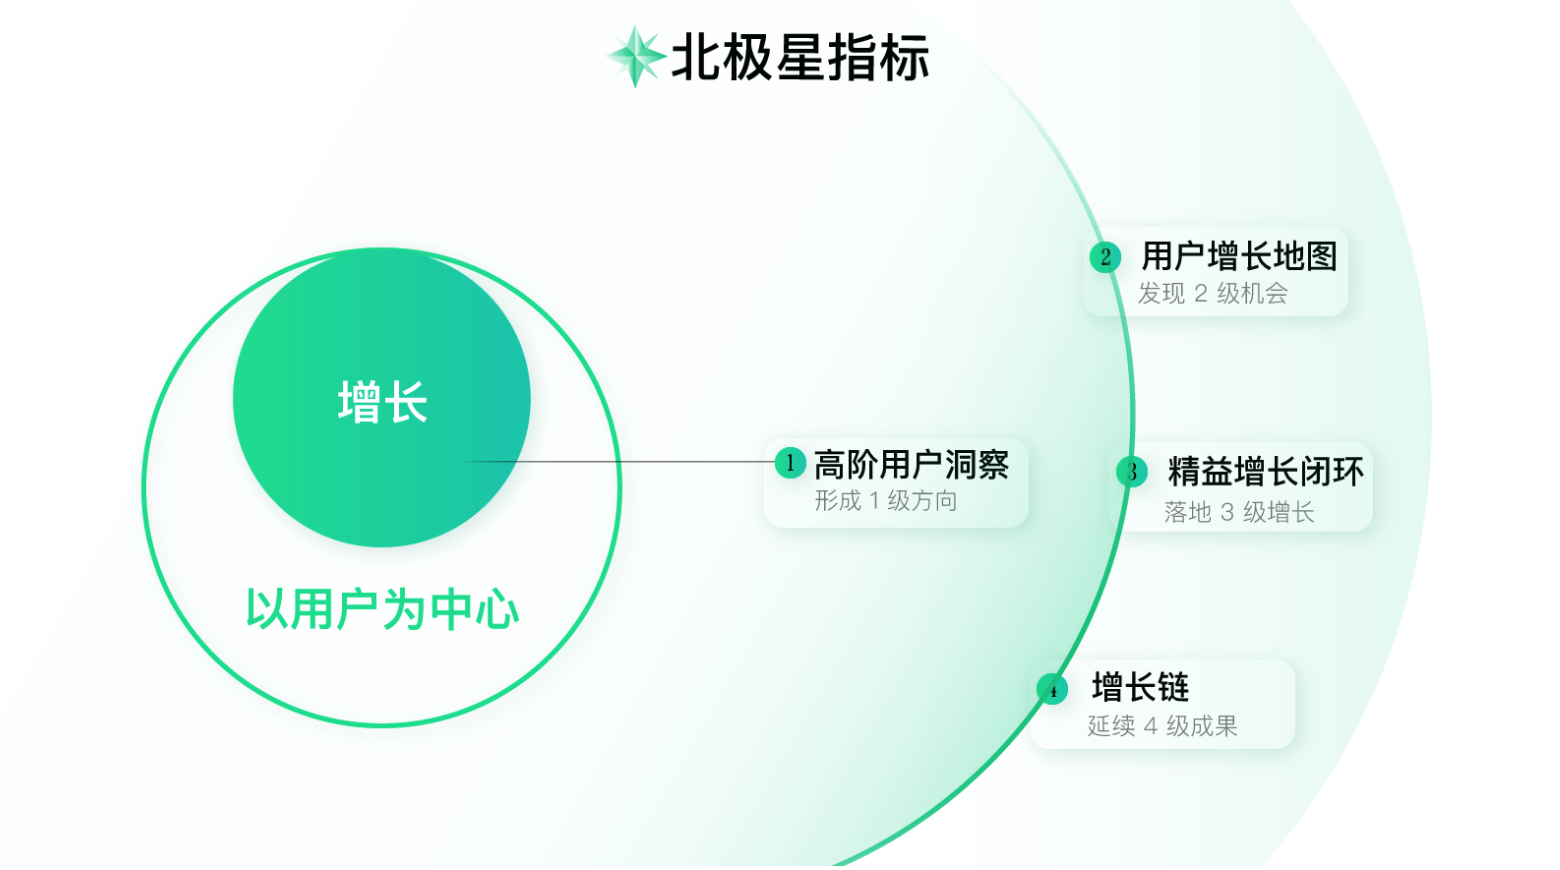 北极星指标
增长
以用户为中心
1
高阶用户洞察
形成 1 级方向
2
用户增长地图
发现 2 级机会
3
精益增长闭环
落地 3 级增长
4
增长链
延续 4 级成果